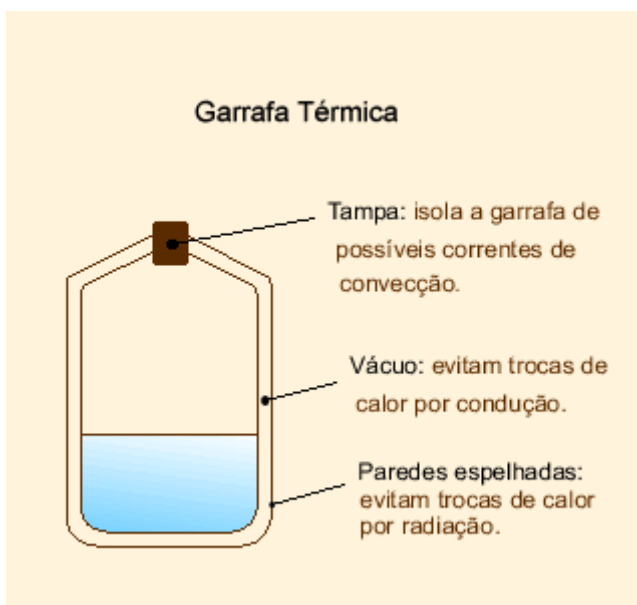 Garrafa Térmica
Tampa: isola a garrafa de
possíveis correntes de
convecção.
Vácuo: evitam trocas de
calor por condução.
Paredes espelhadas:
evitam trocas de calor
por radiação.